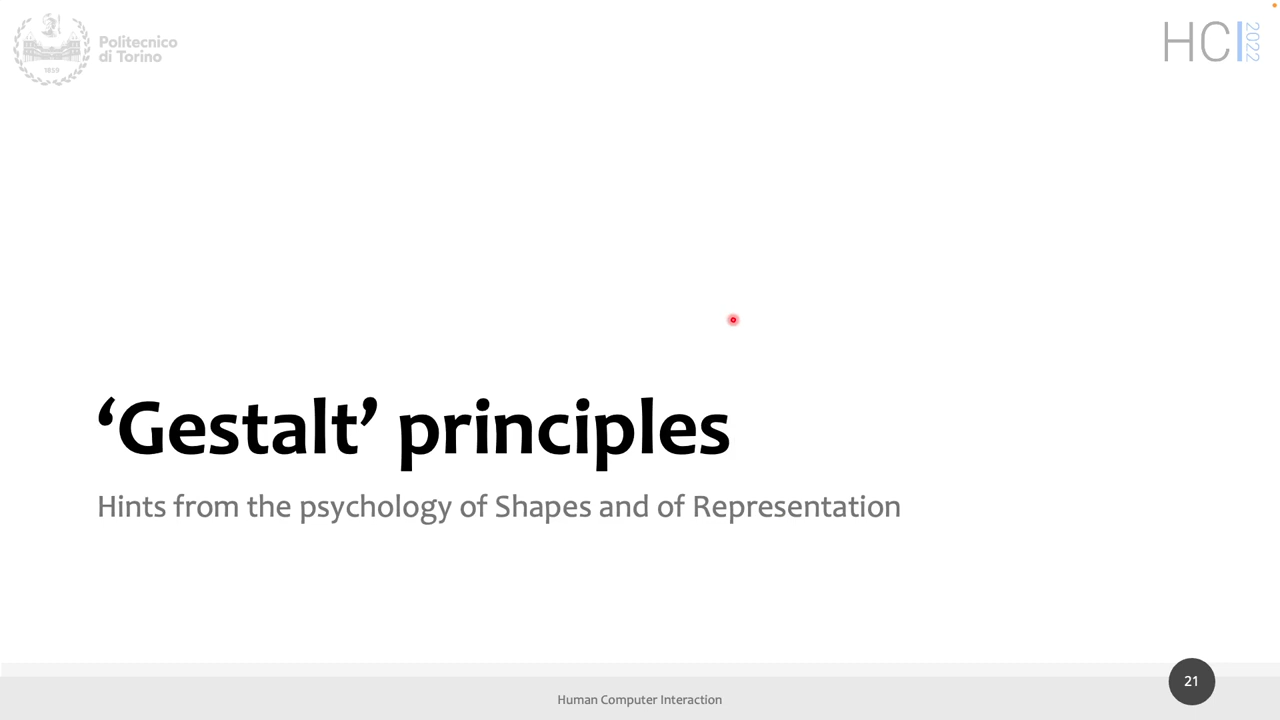 Politecnico
di Torino
1859
HCI 2022
‘Gestalt’ principles
Hints from the psychology of Shapes and of Representation
Human Computer Interaction
21